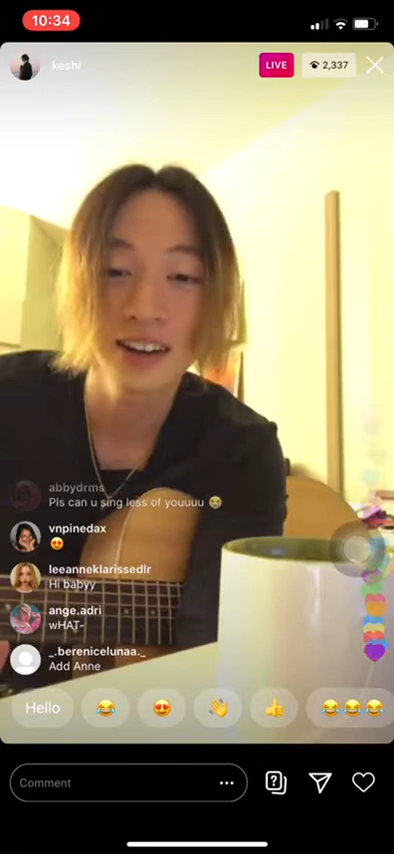 10:34
keshi
LIVE
2,337
abbydrms
Pls can u sing less of youuuu 😭
vnpinedax
😍
leeanneklarissedlr
Hi babyy
ange.adri
wHAT-
_.berenicelunaa._
Add Anne
Hello 😂 😍 👋 👍 😂😂😂
Comment